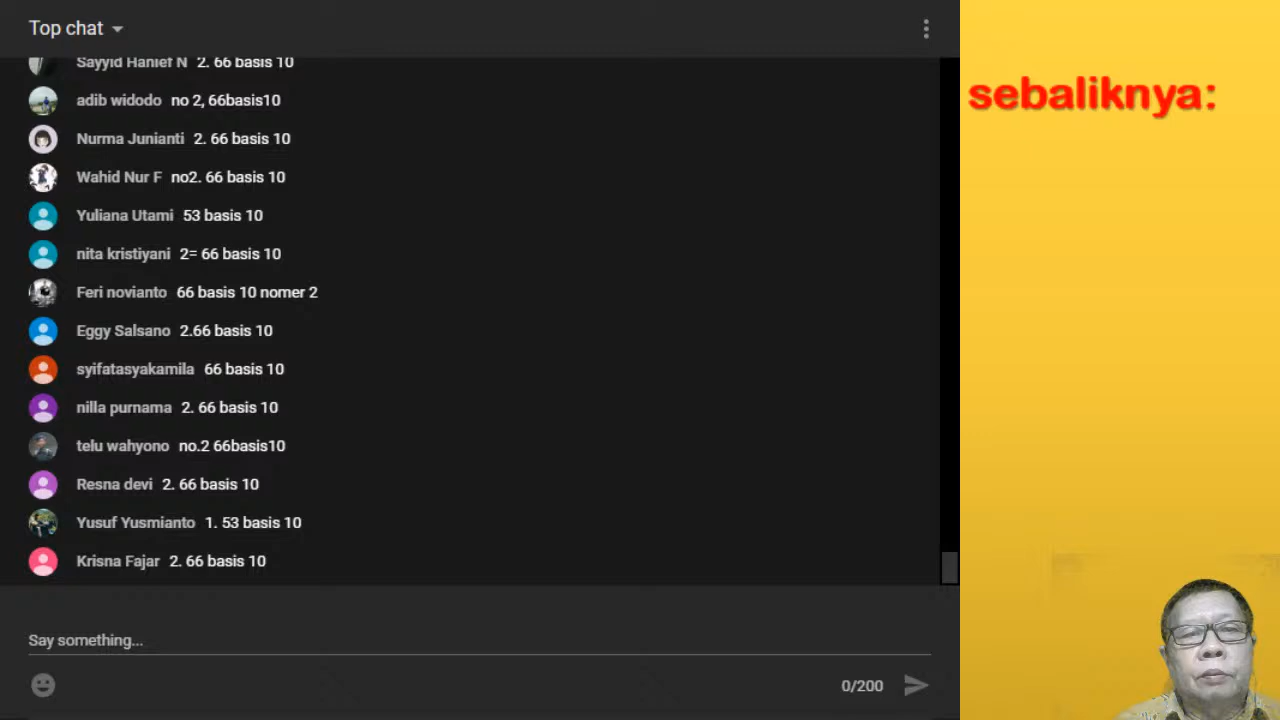 Top chat
Sayyid Hanief N 2. 66 basis 10
adib widodo no 2, 66basis10
Nurma Junianti 2. 66 basis 10
Wahid Nur F no2. 66 basis 10
Yuliana Utami 53 basis 10
nita kristiyani 2= 66 basis 10
Feri novianto 66 basis 10 nomer 2
Eggy Salsano 2.66 basis 10
syifatasyakamila 66 basis 10
nilla purnama 2. 66 basis 10
telu wahyono no.2 66basis10
Resna devi 2. 66 basis 10
Yusuf Yusmianto 1. 53 basis 10
Krisna Fajar 2. 66 basis 10
Say something...
0/200
sebaliknya: